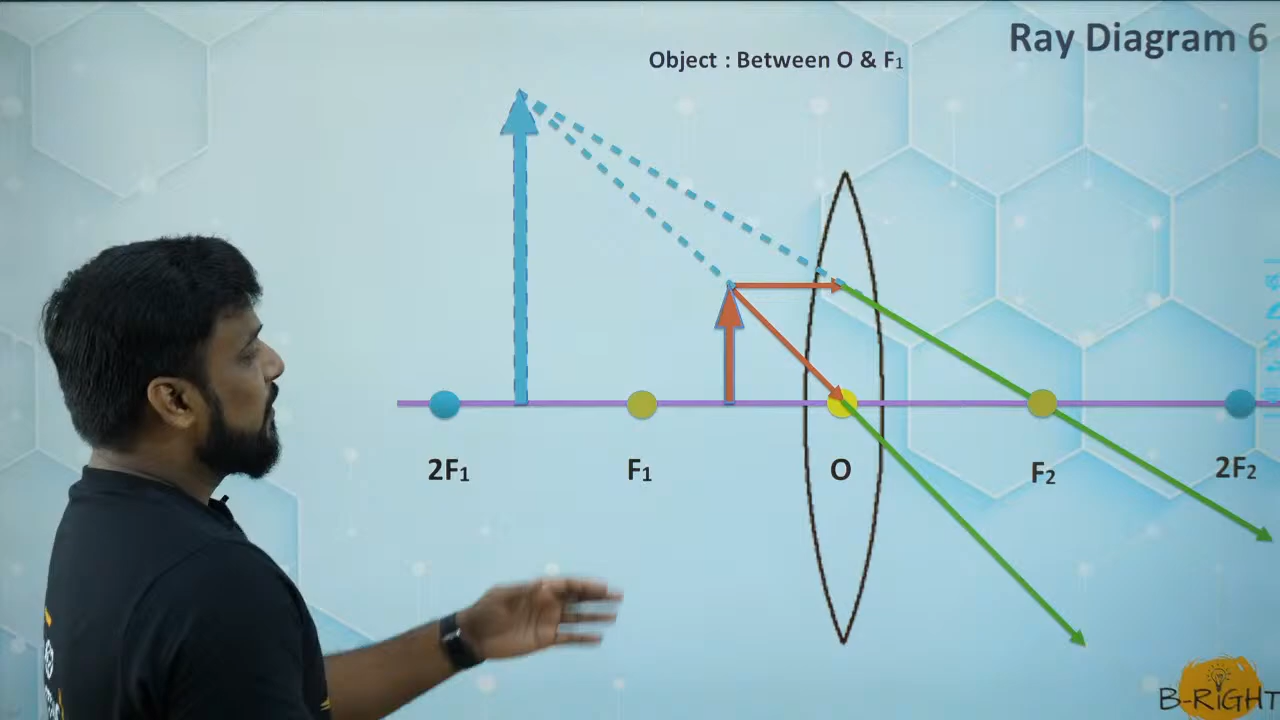 Ray Diagram 6
Object : Between O & F₁
2F₁
F₁
O
F₂
2F₂
B-RIGHT